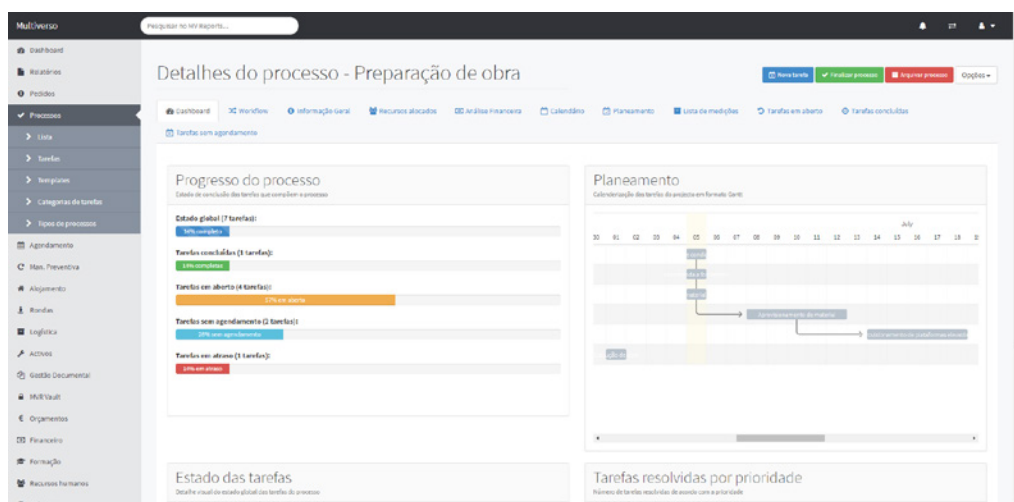 Multiverso
Pesquisar no MV Reports...
Dashboard
Relatórios
Pedidos
Processos
Lista
Tarefas
Templates
Categorias de tarefas
Tipos de processos
Agendamento
Man. Preventiva
Alojamento
Rondas
Logística
Activos
Gestão Documental
MVR Vault
Orçamentos
Financeiro
Formação
Recursos humanos
Detalhes do processo - Preparação de obra
Nova tarefa
Finalizar processo
Arquivar processo
Opções
Dashboard
Workflow
Informação Geral
Recursos alocados
Análise Financeira
Calendário
Planeamento
Lista de medições
Tarefas em aberto
Tarefas concluídas
Tarefas sem agendamento
Progresso do processo
Estado de conclusão das tarefas que compõem o processo
Estado global (7 tarefas):
14% completo
Tarefas concluídas (1 tarefas):
14% completas
Tarefas em aberto (4 tarefas):
57% em aberto
Tarefas sem agendamento (2 tarefas):
28% sem agendamento
Tarefas em atraso (1 tarefas):
14% em atraso
Planeamento
Calendarização das tarefas do projecto em formato Gantt
July
30 01 02 03 04 05 06 07 08 09 10 11 12 13 14 15 16 17 18
Aprovisionamento de material
Estado das tarefas
Detalhe visual do estado global das tarefas do processo
Tarefas resolvidas por prioridade
Número de tarefas resolvidas de acordo com a prioridade